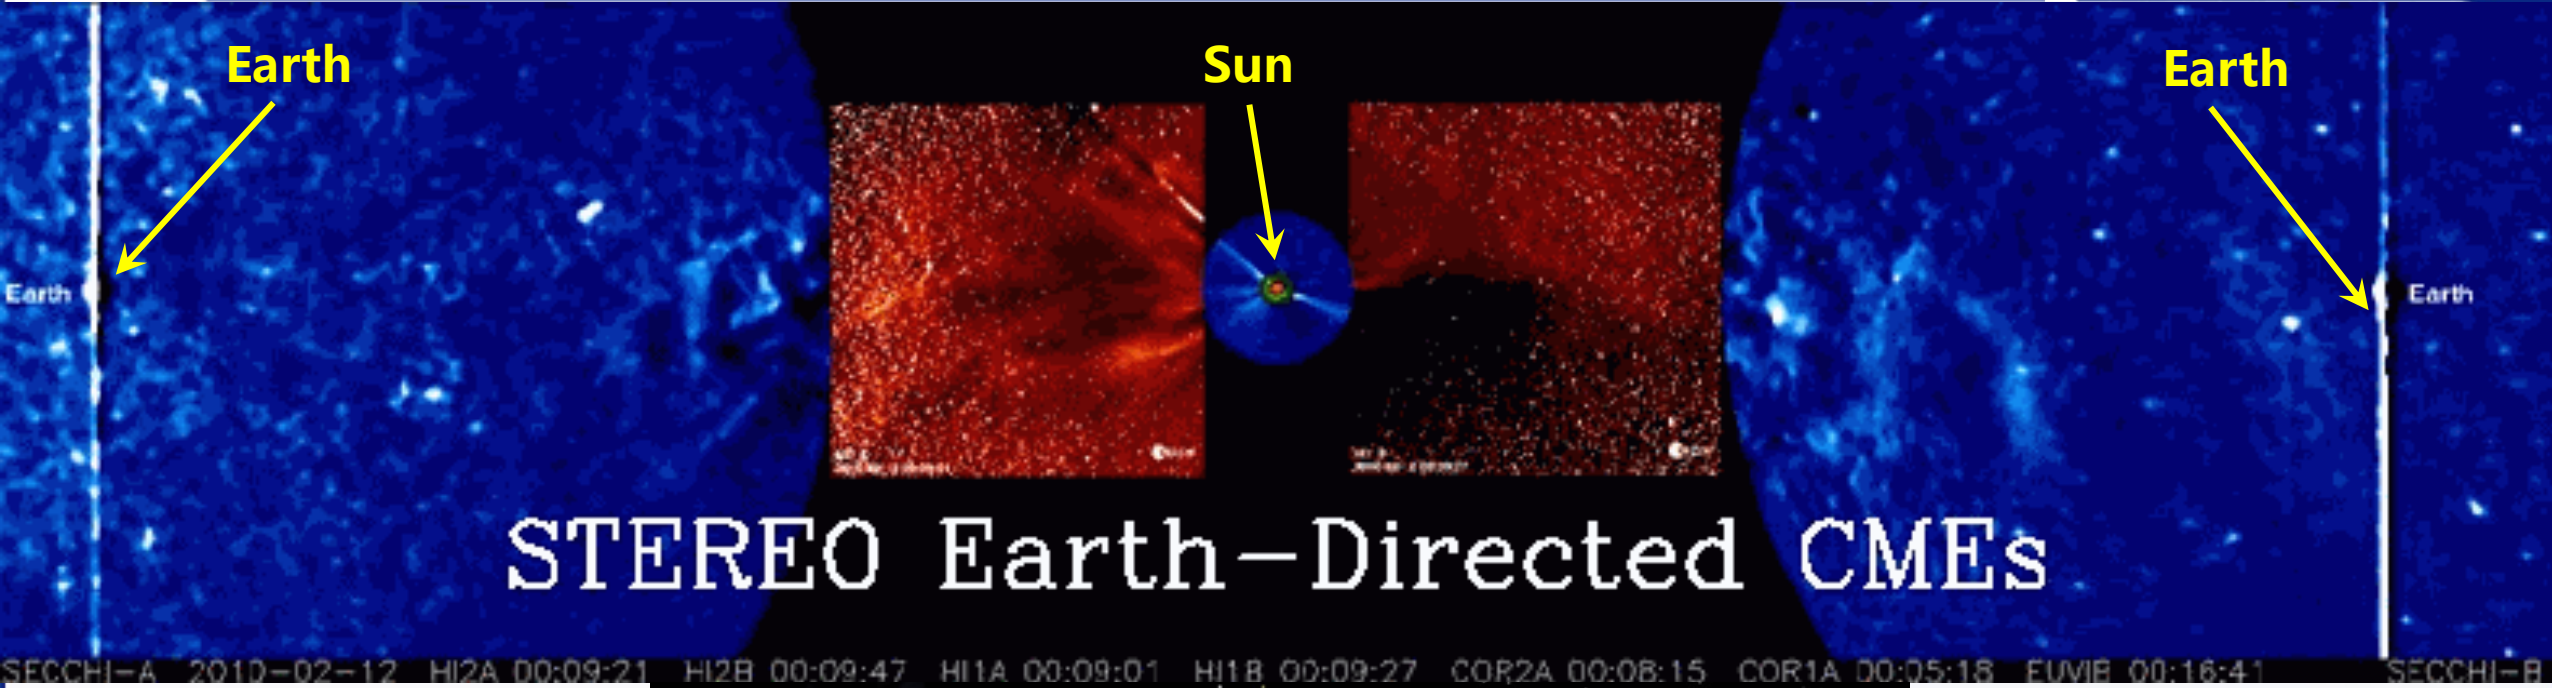 Earth
Sun
Earth
Earth
Earth
STEREO Earth-Directed CMEs
SECCHI-A 2010-02-12 HI2A 00:09:21 HI2B 00:09:47 HI1A 00:09:01 HI1B 00:09:27 COR2A 00:08:15 COR1A 00:05:18 EUVIB 00:16:41 SECCHI-B